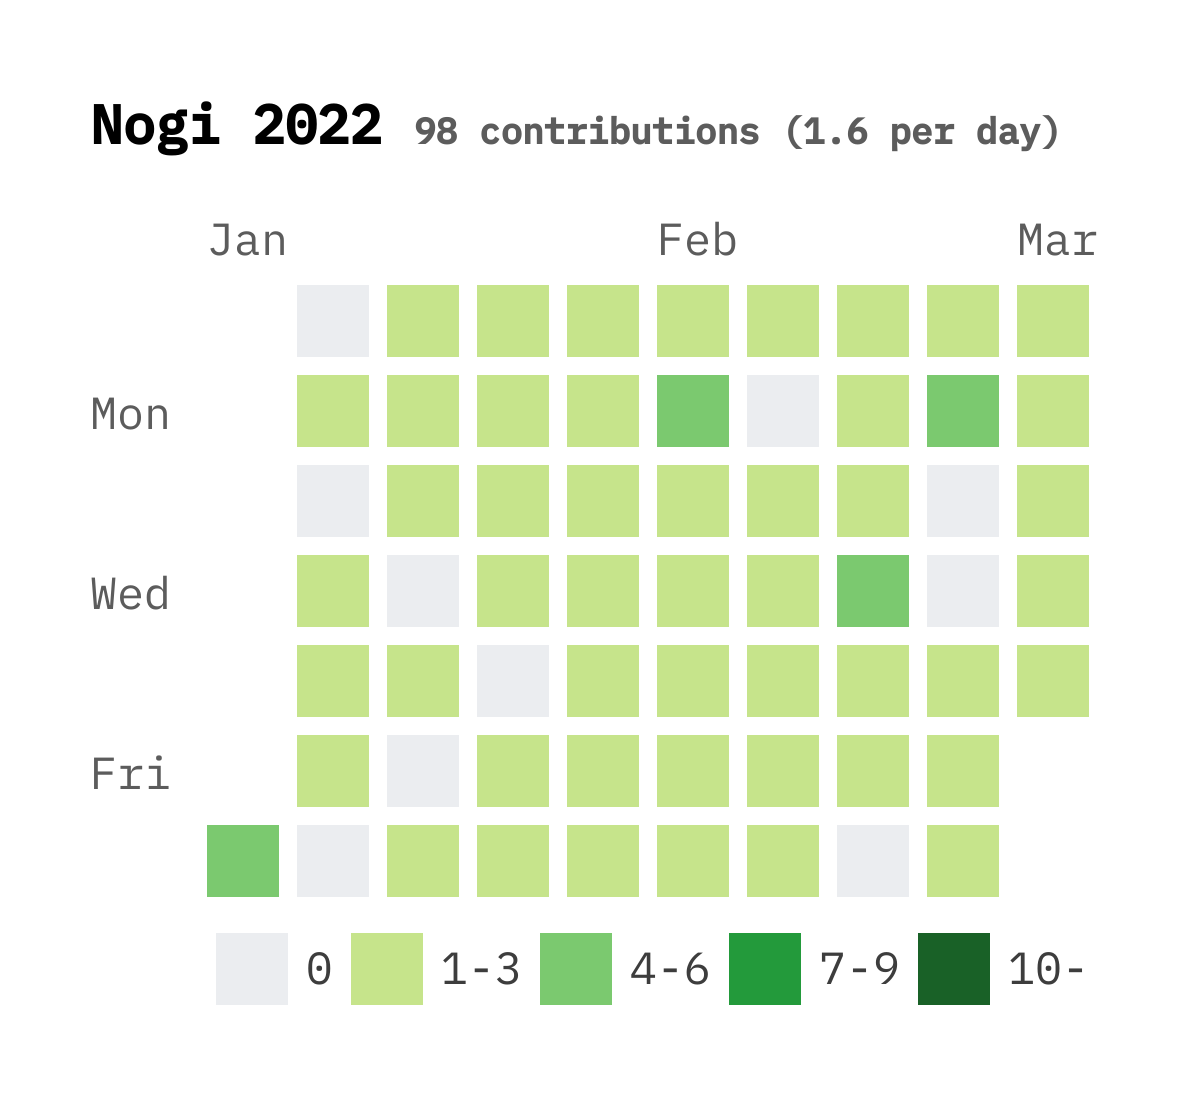 Nogi 2022 98 contributions (1.6 per day)
Jan Feb Mar
Mon
Wed
Fri
0 1-3 4-6 7-9 10-